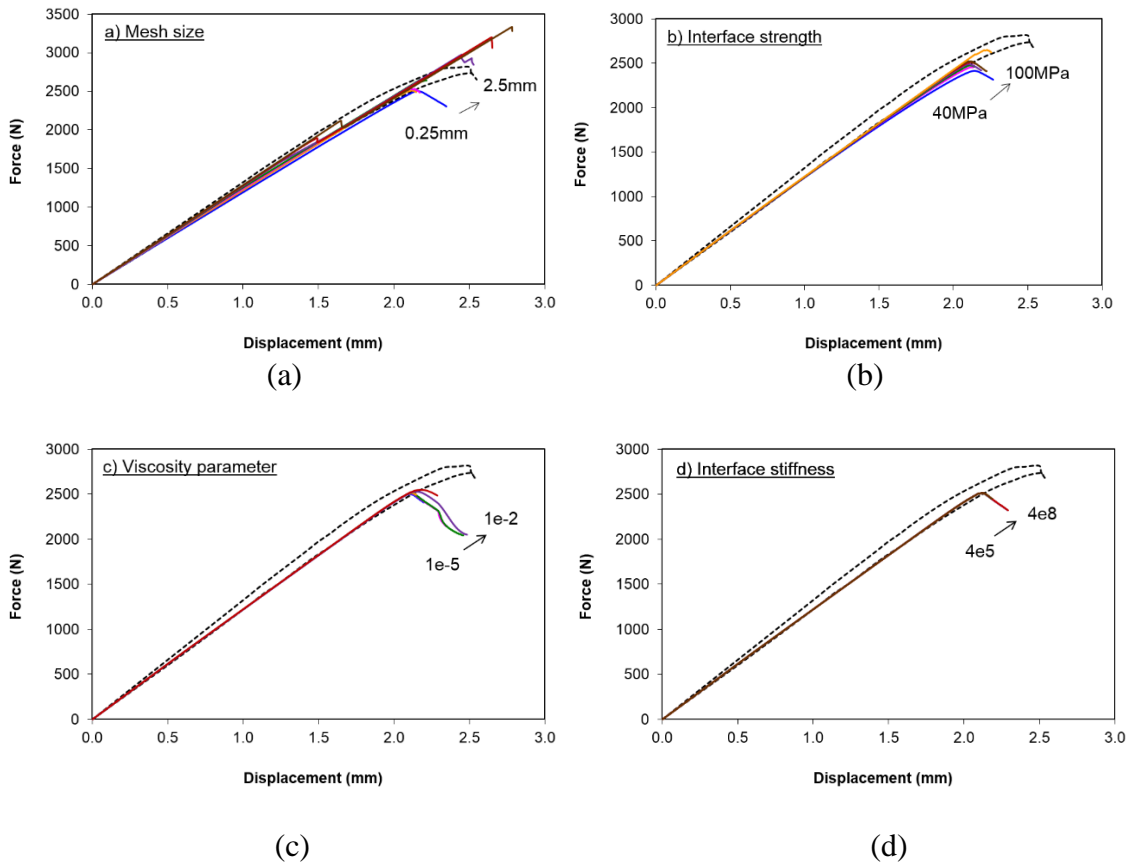 a) Mesh size
3500
3000
2500
2000
1500
1000
500
0
Force (N)
2.5mm
0.25mm
0.0 0.5 1.0 1.5 2.0 2.5 3.0
Displacement (mm)
(a)
b) Interface strength
3000
2500
2000
1500
1000
500
0
Force (N)
100MPa
40MPa
0.0 0.5 1.0 1.5 2.0 2.5 3.0
Displacement (mm)
(b)
c) Viscosity parameter
3000
2500
2000
1500
1000
500
0
Force (N)
1e-2
1e-5
0.0 0.5 1.0 1.5 2.0 2.5 3.0
Displacement (mm)
(c)
d) Interface stiffness
3000
2500
2000
1500
1000
500
0
Force (N)
4e8
4e5
0.0 0.5 1.0 1.5 2.0 2.5 3.0
Displacement (mm)
(d)